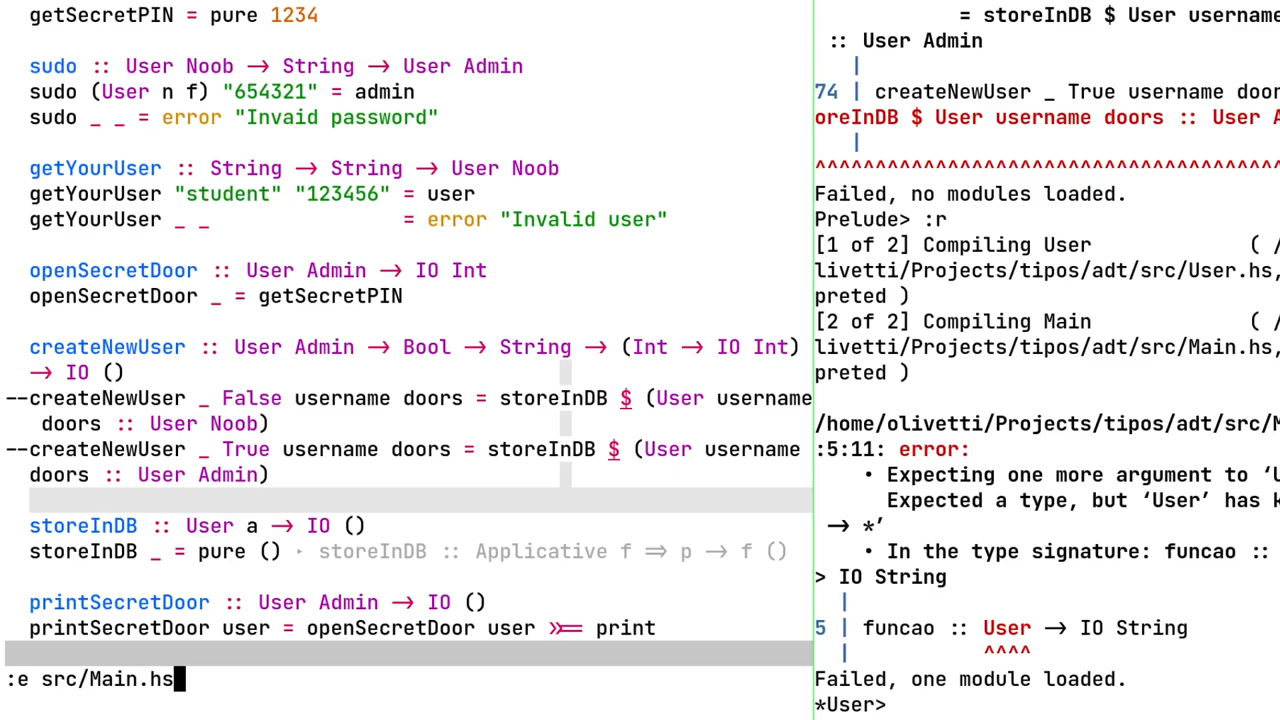 getSecretPIN = pure 1234
sudo :: User Noob -> String -> User Admin
sudo (User n f) "654321" = admin
sudo _ _ = error "Invaid password"
getYourUser :: String -> String -> User Noob
getYourUser "student" "123456" = user
getYourUser _ _ = error "Invalid user"
openSecretDoor :: User Admin -> IO Int
openSecretDoor _ = getSecretPIN
createNewUser :: User Admin -> Bool -> String -> (Int -> IO Int)
-> IO ()
--createNewUser _ False username doors = storeInDB $ (User username
doors :: User Noob)
--createNewUser _ True username doors = storeInDB $ (User username
doors :: User Admin)
storeInDB :: User a -> IO ()
storeInDB _ = pure () ‣ storeInDB :: Applicative f => p -> f ()
printSecretDoor :: User Admin -> IO ()
printSecretDoor user = openSecretDoor user >>= print
:e src/Main.hs
= storeInDB $ User username
:: User Admin
|
74 | createNewUser _ True username door
oreInDB $ User username doors :: User A
|
^^^^^^^^^^^^^^^^^^^^^^^^^^^^^^^^^^^^^^^
Failed, no modules loaded.
Prelude> :r
[1 of 2] Compiling User ( /
livetti/Projects/tipos/adt/src/User.hs,
preted )
[2 of 2] Compiling Main ( /
livetti/Projects/tipos/adt/src/Main.hs,
preted )
/home/olivetti/Projects/tipos/adt/src/M
:5:11: error:
• Expecting one more argument to ‘U
Expected a type, but ‘User’ has k
-> *’
• In the type signature: funcao ::
> IO String
|
5 | funcao :: User -> IO String
| ^^^^
Failed, one module loaded.
*User>